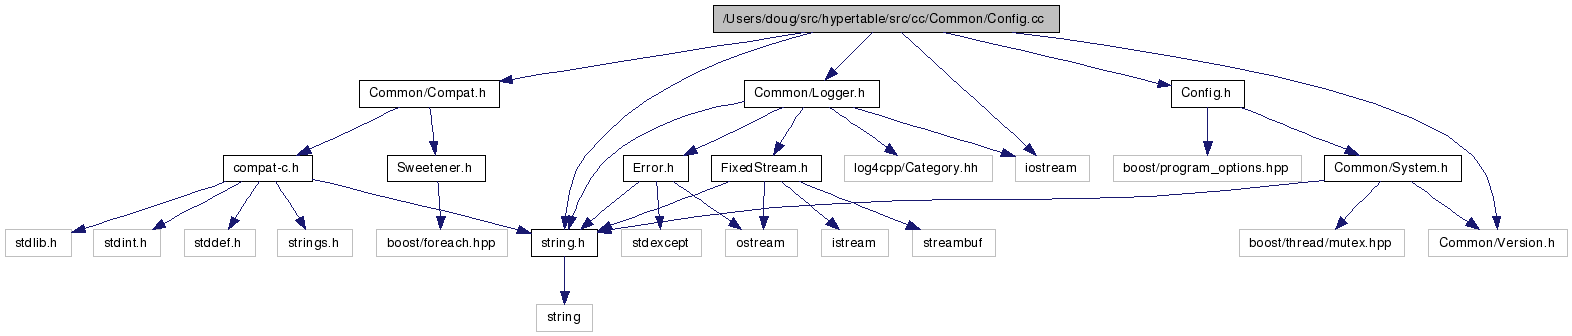 /Users/doug/src/hypertable/src/cc/Common/Config.cc
Common/Compat.h
Common/Logger.h
Config.h
compat-c.h
Sweetener.h
Error.h
FixedStream.h
log4cpp/Category.hh
iostream
boost/program_options.hpp
Common/System.h
stdlib.h
stdint.h
stddef.h
strings.h
boost/foreach.hpp
string.h
stdexcept
ostream
istream
streambuf
boost/thread/mutex.hpp
Common/Version.h
string